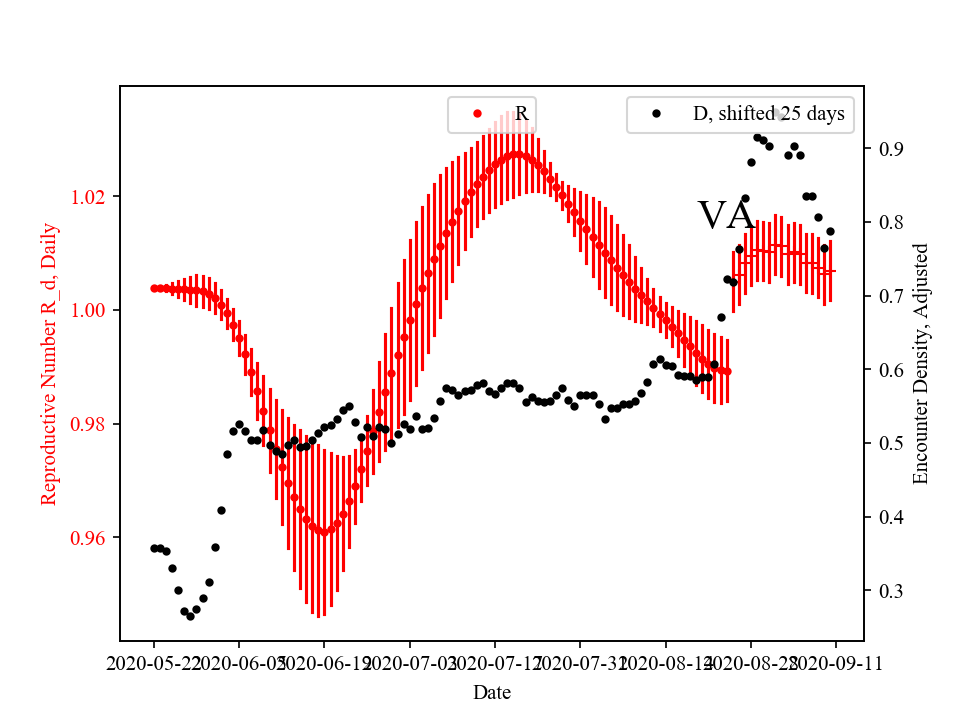 R
D, shifted 25 days
VA
Reproductive Number R_d, Daily
1.02
1.00
0.98
0.96
0.9
0.8
0.7
0.6
0.5
0.4
0.3
Encounter Density, Adjusted
2020-05-22 2020-06-05 2020-06-19 2020-07-03 2020-07-17 2020-07-31 2020-08-14 2020-08-28 2020-09-11
Date